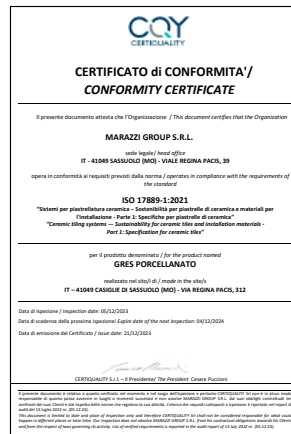 CQY
CERTIQUALITY
CERTIFICATO di CONFORMITA'/
CONFORMITY CERTIFICATE
Il presente documento attesta che l'Organizzazione / This document certifies that the Organization
MARAZZI GROUP S.R.L.
sede legale/ head office
IT - 41049 SASSUOLO (MO) - VIALE REGINA PACIS, 39
opera in conformità ai requisiti previsti dalla norma / operates in compliance with the requirements of
the standard
ISO 17889-1:2021
"Sistemi per piastrellatura ceramica – Sostenibilità per piastrelle di ceramica e materiali per
l'installazione - Parte 1: Specifiche per piastrelle di ceramica"
"Ceramic tiling systems — Sustainability for ceramic tiles and installation materials -
Part 1: Specification for ceramic tiles"
per il prodotto denominato / for the product named
GRES PORCELLANATO
realizzato nel sito/i di / made in the site/s
IT – 41049 CASIGLIE DI SASSUOLO (MO) - VIA REGINA PACIS, 312
Data di Ispezione / Inspection date: 05/12/2023
Data di scadenza della prossima Ispezione/ Expire date of the next inspection: 04/12/2024
Data di emissione del Certificato / Issue date: 21/12/2023
CERTIQUALITY S.r.l. – Il Presidente/ The President Cesare Puccioni